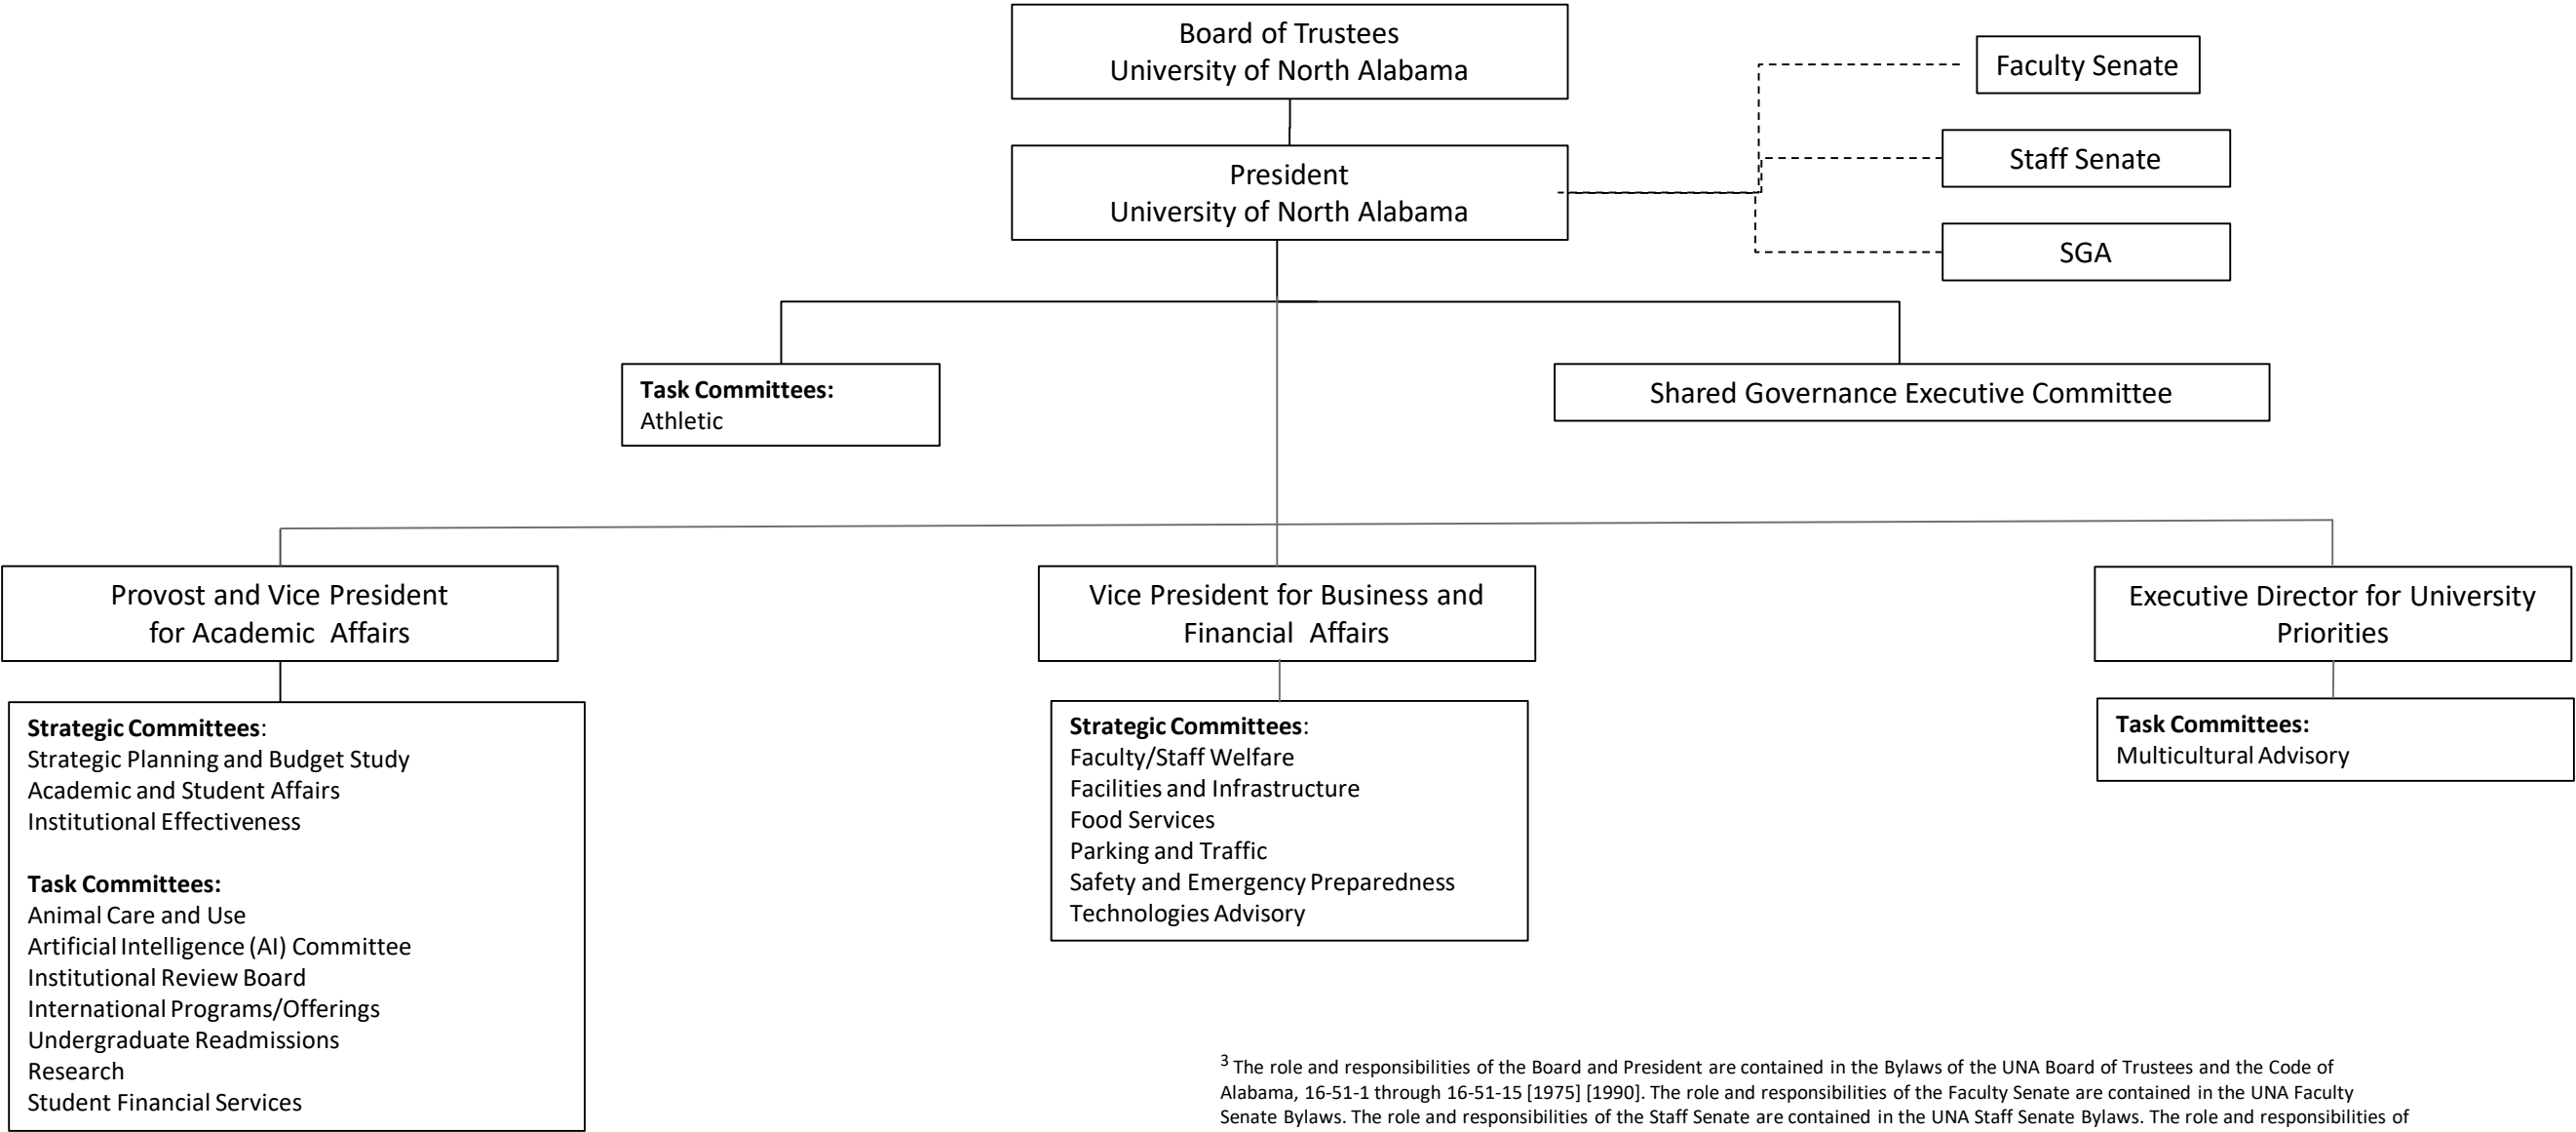 Board of Trustees
University of North Alabama
Faculty Senate
Staff Senate
President
University of North Alabama
SGA
Task Committees:
Athletic
Shared Governance Executive Committee
Provost and Vice President
for Academic Affairs
Vice President for Business and
Financial Affairs
Executive Director for University
Priorities
Strategic Committees:
Strategic Planning and Budget Study
Academic and Student Affairs
Institutional Effectiveness
Task Committees:
Animal Care and Use
Artificial Intelligence (AI) Committee
Institutional Review Board
International Programs/Offerings
Undergraduate Readmissions
Research
Student Financial Services
Strategic Committees:
Faculty/Staff Welfare
Facilities and Infrastructure
Food Services
Parking and Traffic
Safety and Emergency Preparedness
Technologies Advisory
Task Committees:
Multicultural Advisory
3 The role and responsibilities of the Board and President are contained in the Bylaws of the UNA Board of Trustees and the Code of
Alabama, 16-51-1 through 16-51-15 [1975] [1990]. The role and responsibilities of the Faculty Senate are contained in the UNA Faculty
Senate Bylaws. The role and responsibilities of the Staff Senate are contained in the UNA Staff Senate Bylaws. The role and responsibilities of